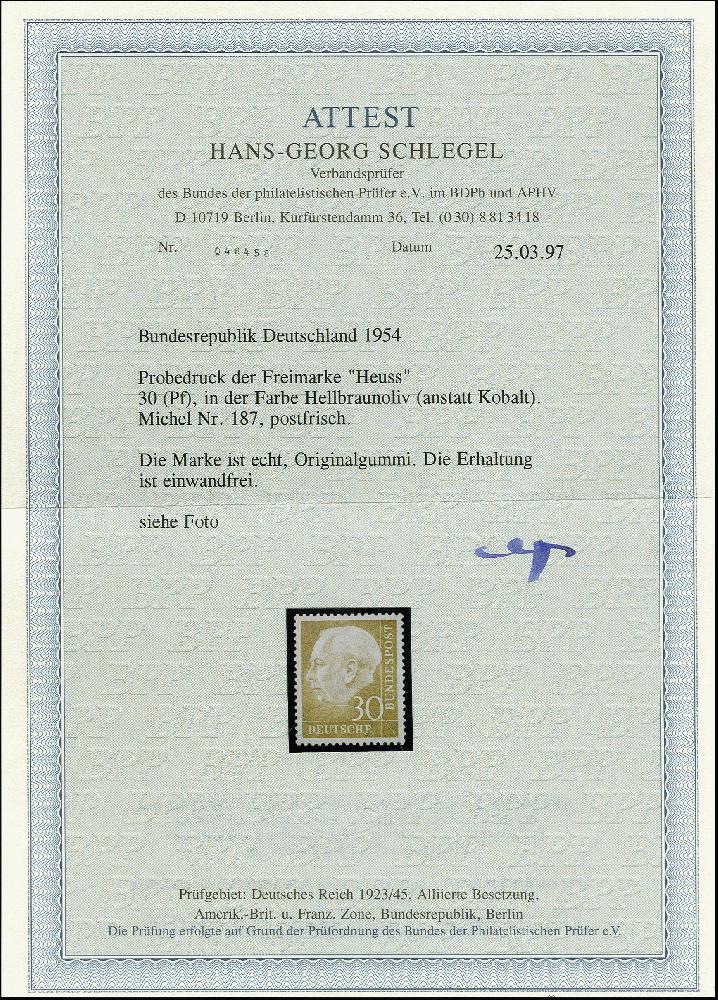 ATTEST
HANS-GEORG SCHLEGEL
Verbandsprüfer
des Bundes der philatelistischen Prüfer e.V. im BDPh und APHV
D 10719 Berlin, Kurfürstendamm 36, Tel. (030) 8 81 34 18
Nr. Datum 25.03.97
Bundesrepublik Deutschland 1954
Probedruck der Freimarke "Heuss"
30 (Pf), in der Farbe Hellbraunoliv (anstatt Kobalt).
Michel Nr. 187, postfrisch.
Die Marke ist echt, Originalgummi. Die Erhaltung
ist einwandfrei.
siehe Foto
BUNDESPOST
30
DEUTSCHE
Prüfgebiet: Deutsches Reich 1923/45, Alliierte Besetzung,
Amerik.-Brit. u. Franz. Zone, Bundesrepublik, Berlin
Die Prüfung erfolgte auf Grund der Prüfordnung des Bundes der Philatelistischen Prüfer e.V.